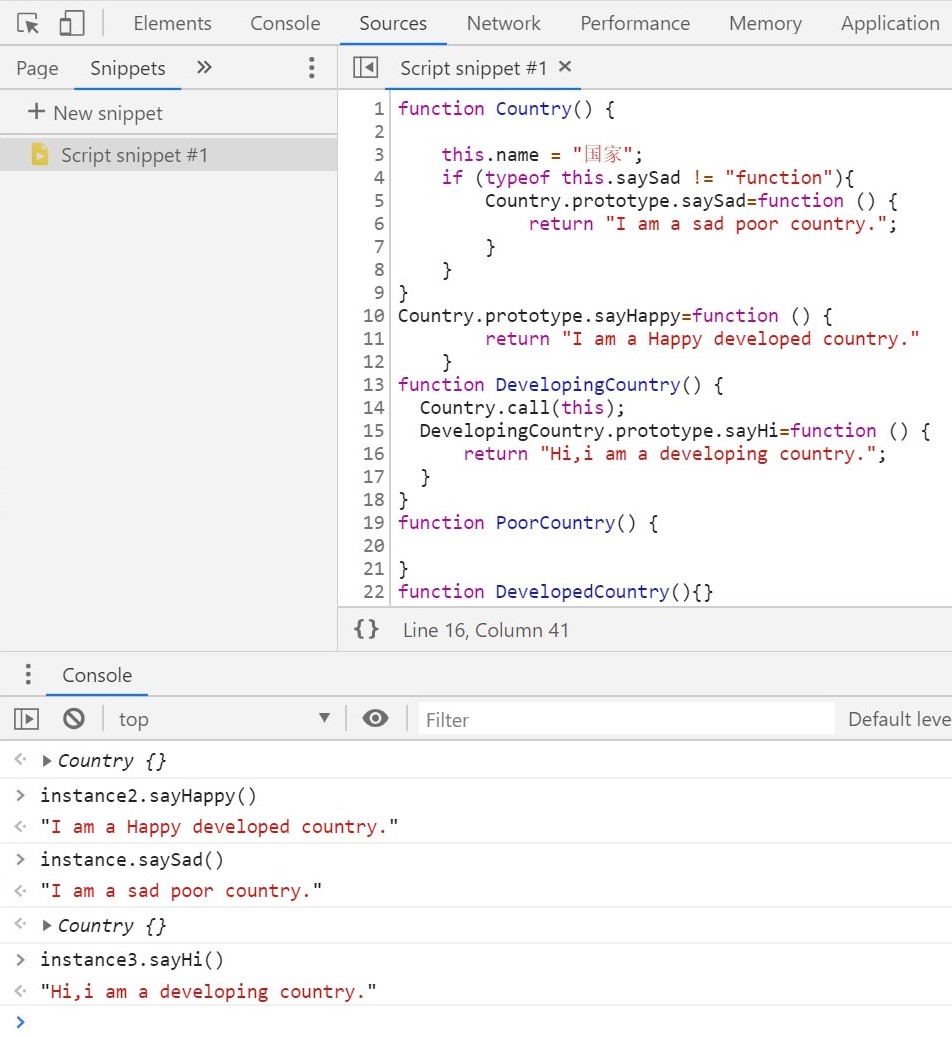 Elements Console Sources Network Performance Memory Application
Page Snippets » Script snippet #1 ×
+ New snippet
Script snippet #1
1 function Country() {
2
3 this.name = "国家";
4 if (typeof this.saySad != "function"){
5 Country.prototype.saySad=function () {
6 return "I am a sad poor country.";
7 }
8 }
9 }
10 Country.prototype.sayHappy=function () {
11 return "I am a Happy developed country."
12 }
13 function DevelopingCountry() {
14 Country.call(this);
15 DevelopingCountry.prototype.sayHi=function () {
16 return "Hi,i am a developing country.";
17 }
18 }
19 function PoorCountry() {
20
21 }
22 function DevelopedCountry(){}
{} Line 16, Column 41
Console
top Filter Default leve
Country {}
> instance2.sayHappy()
"I am a Happy developed country."
> instance.saySad()
"I am a sad poor country."
Country {}
> instance3.sayHi()
"Hi,i am a developing country."
>